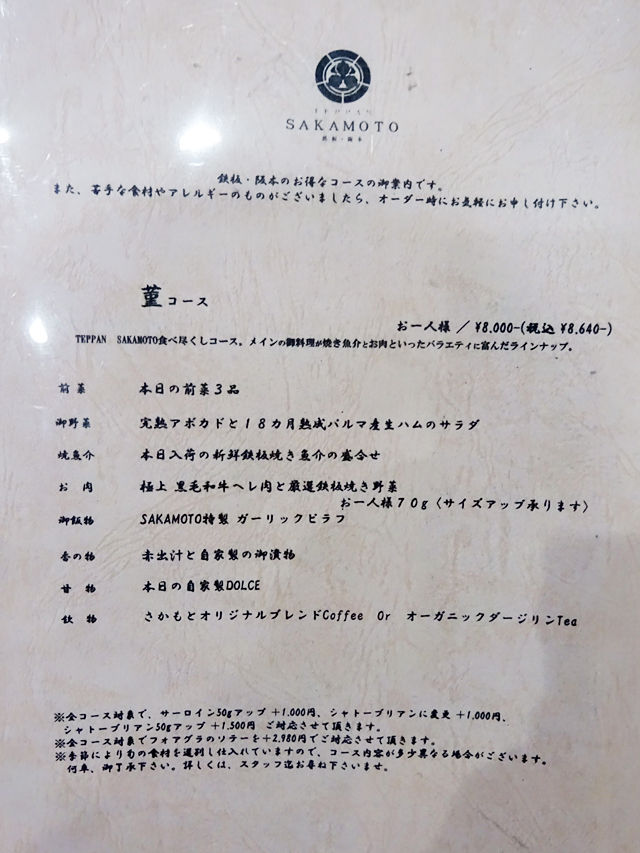 TEPPAN
SAKAMOTO
鉄板・阪本
鉄板・阪本のお得なコースの御案内です。
また、苦手な食材やアレルギーのものがございましたら、オーダー時にお気軽にお申し付け下さい。
菫コース
お一人様／¥8,000-(税込 ¥8,640-)
TEPPAN SAKAMOTO食べ尽くしコース。メインの御料理が焼き魚介とお肉といったバラエティに富んだラインナップ。
前 菜 本日の前菜３品
御野菜 完熟アボカドと１８カ月熟成パルマ産生ハムのサラダ
焼魚介 本日入荷の新鮮鉄板焼き魚介の盛合せ
お 肉 極上 黒毛和牛ヘレ肉と厳選鉄板焼き野菜
お一人様７０g（サイズアップ承ります）
御飯物 SAKAMOTO特製 ガーリックピラフ
香の物 赤出汁と自家製の御漬物
甘 物 本日の自家製DOLCE
飲 物 さかもとオリジナルブレンドCoffee Or オーガニックダージリンTea
※全コース対象で、サーロイン50gアップ +1,000円、シャトーブリアンに変更 +1,000円、
シャトーブリアン50gアップ +1,500円 ご対応させて頂きます。
※全コース対象でフォアグラのソテーを+2,980円でご対応させて頂きます。
※季節により旬の食材を選別し仕入れていますので、コース内容が多少異なる場合がございます。
何卒、御了承下さい。詳しくは、スタッフ迄お尋ね下さいませ。